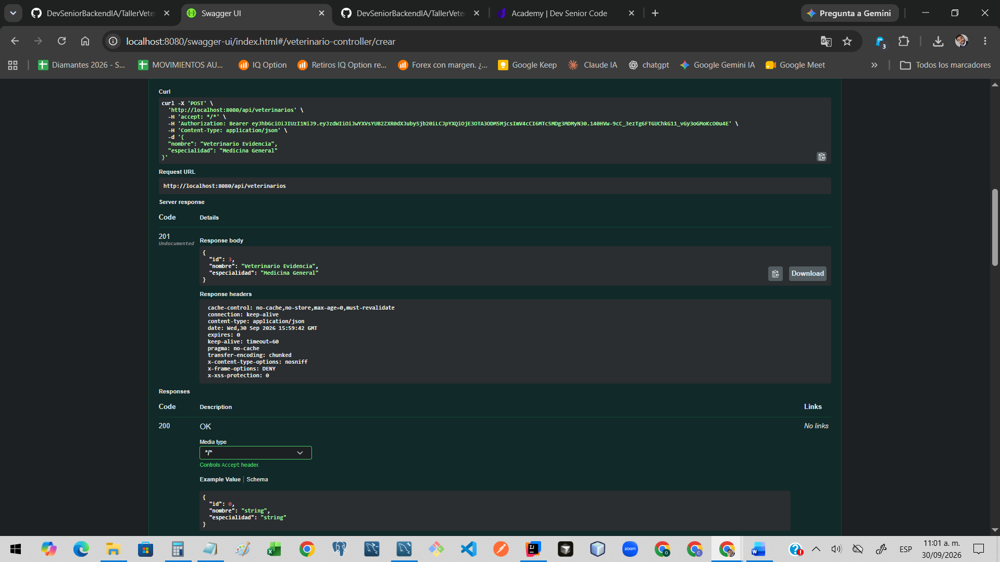 DevSeniorBackendIA/TallerVeter
Swagger UI
DevSeniorBackendIA/TallerVeter
Academy | Dev Senior Code
Pregunta a Gemini
localhost:8080/swagger-ui/index.html#/veterinario-controller/crear
3
Diamantes 2026 - S...
MOVIMIENTOS AU...
IQ Option
Retiros IQ Option re...
Forex con margen. ¿...
Google Keep
Claude IA
chatgpt
Google Gemini IA
Google Meet
Todos los marcadores
Curl
curl -X 'POST' \
'http://localhost:8080/api/veterinarios' \
-H 'accept: */*' \
-H 'Authorization: Bearer
-H 'Content-Type: application/json' \
-d '{
"nombre": "Veterinario Evidencia",
"especialidad": "Medicina General"
}'
Request URL
http://localhost:8080/api/veterinarios
Server response
Code Details
201
Undocumented
Response body
{
"id": 3,
"nombre": "Veterinario Evidencia",
"especialidad": "Medicina General"
}
Download
Response headers
cache-control: no-cache,no-store,max-age=0,must-revalidate
connection: keep-alive
content-type: application/json
date: Wed,30 Sep 2026 15:59:42 GMT
expires: 0
keep-alive: timeout=60
pragma: no-cache
transfer-encoding: chunked
x-content-type-options: nosniff
x-frame-options: DENY
x-xss-protection: 0
Responses
Code Description Links
200 OK No links
Media type
*/*
Controls Accept header.
Example Value | Schema
{
"id": 0,
"nombre": "string",
"especialidad": "string"
}
zoom
ESP
11:01 a. m.
30/09/2026